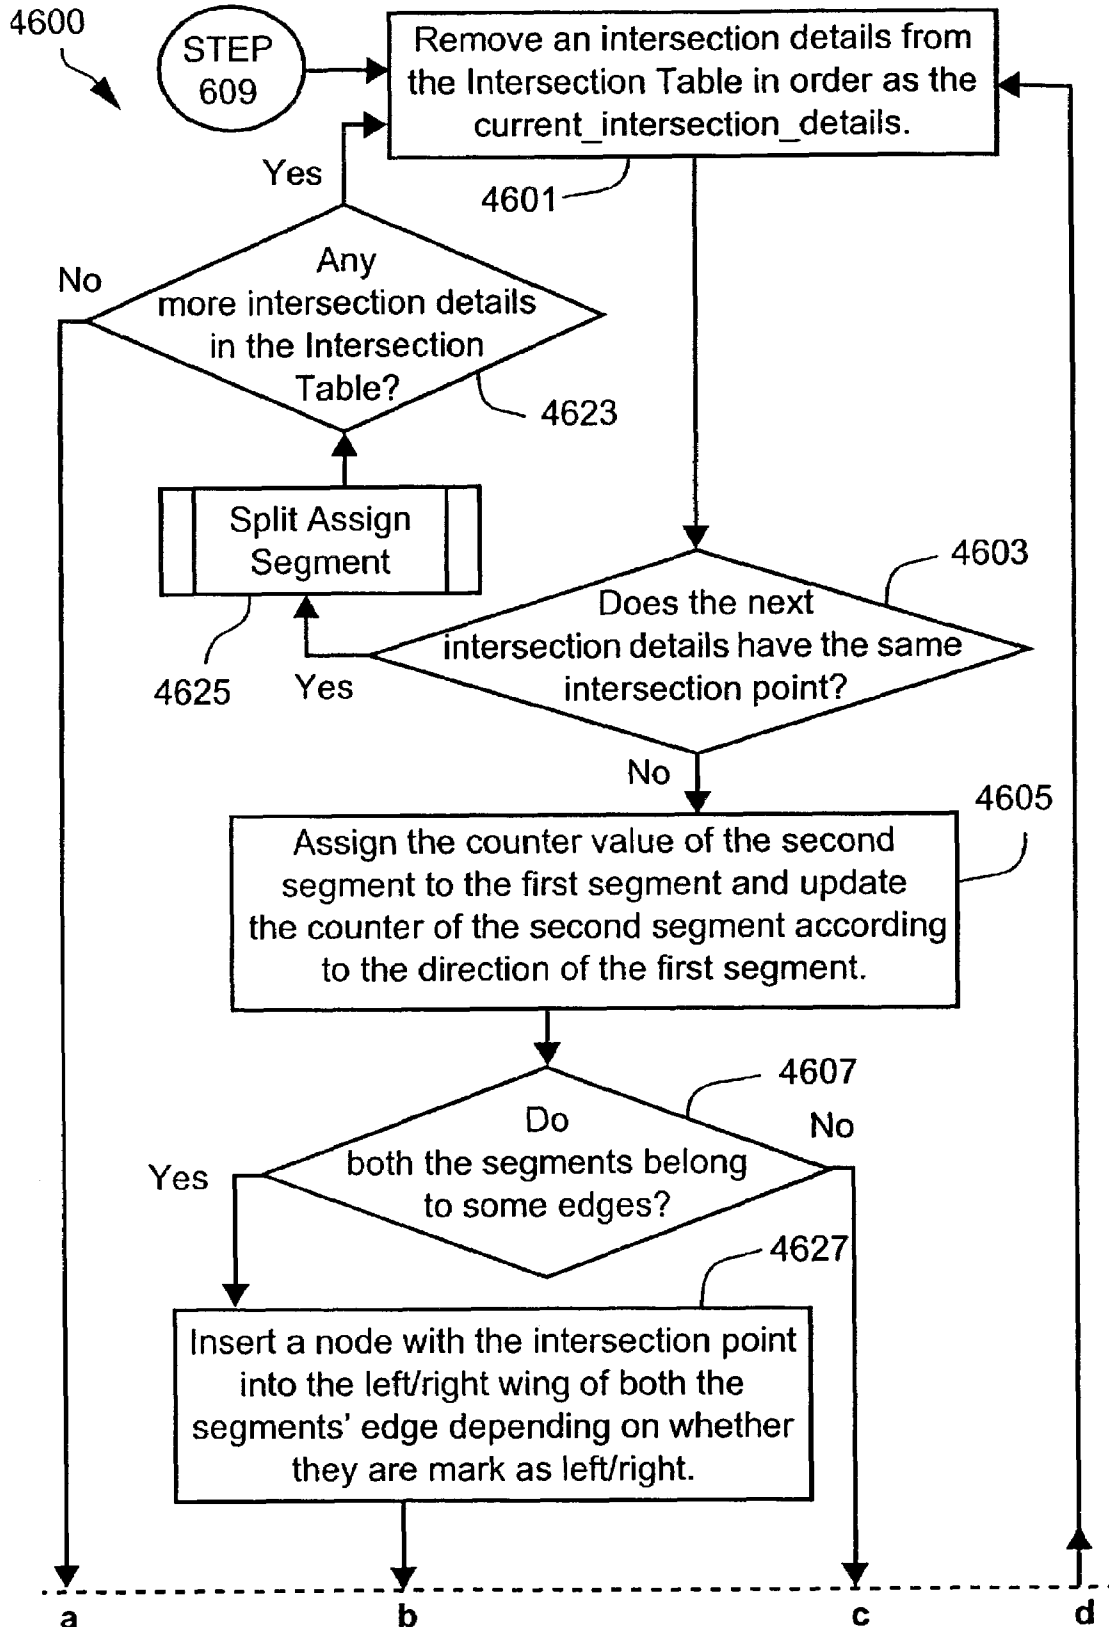 4600
STEP
609
Remove an intersection details from
the Intersection Table in order as the
current_intersection_details.
Yes
4601
No
Any
more intersection details
in the Intersection
Table?
4623
Split Assign
Segment
4625
Yes
4603
Does the next
intersection details have the same
intersection point?
No
4605
Assign the counter value of the second
segment to the first segment and update
the counter of the second segment according
to the direction of the first segment.
4607
Do
both the segments belong
to some edges?
Yes
No
4627
Insert a node with the intersection point
into the left/right wing of both the
segments' edge depending on whether
they are mark as left/right.
a
b
c
d